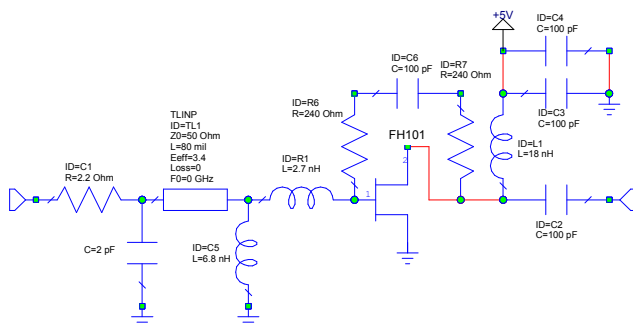 +5V
ID=C4
C=100 pF
ID=C6
C=100 pF
ID=R7
R=240 Ohm
ID=C3
C=100 pF
TLINP
ID=TL1
Z0=50 Ohm
L=80 mil
Eeff=3.4
Loss=0
F0=0 GHz
ID=R6
R=240 Ohm
FH101
2
ID=L1
L=18 nH
ID=C1
R=2.2 Ohm
ID=R1
L=2.7 nH
1
C=2 pF
ID=C5
L=6.8 nH
ID=C2
C=100 pF